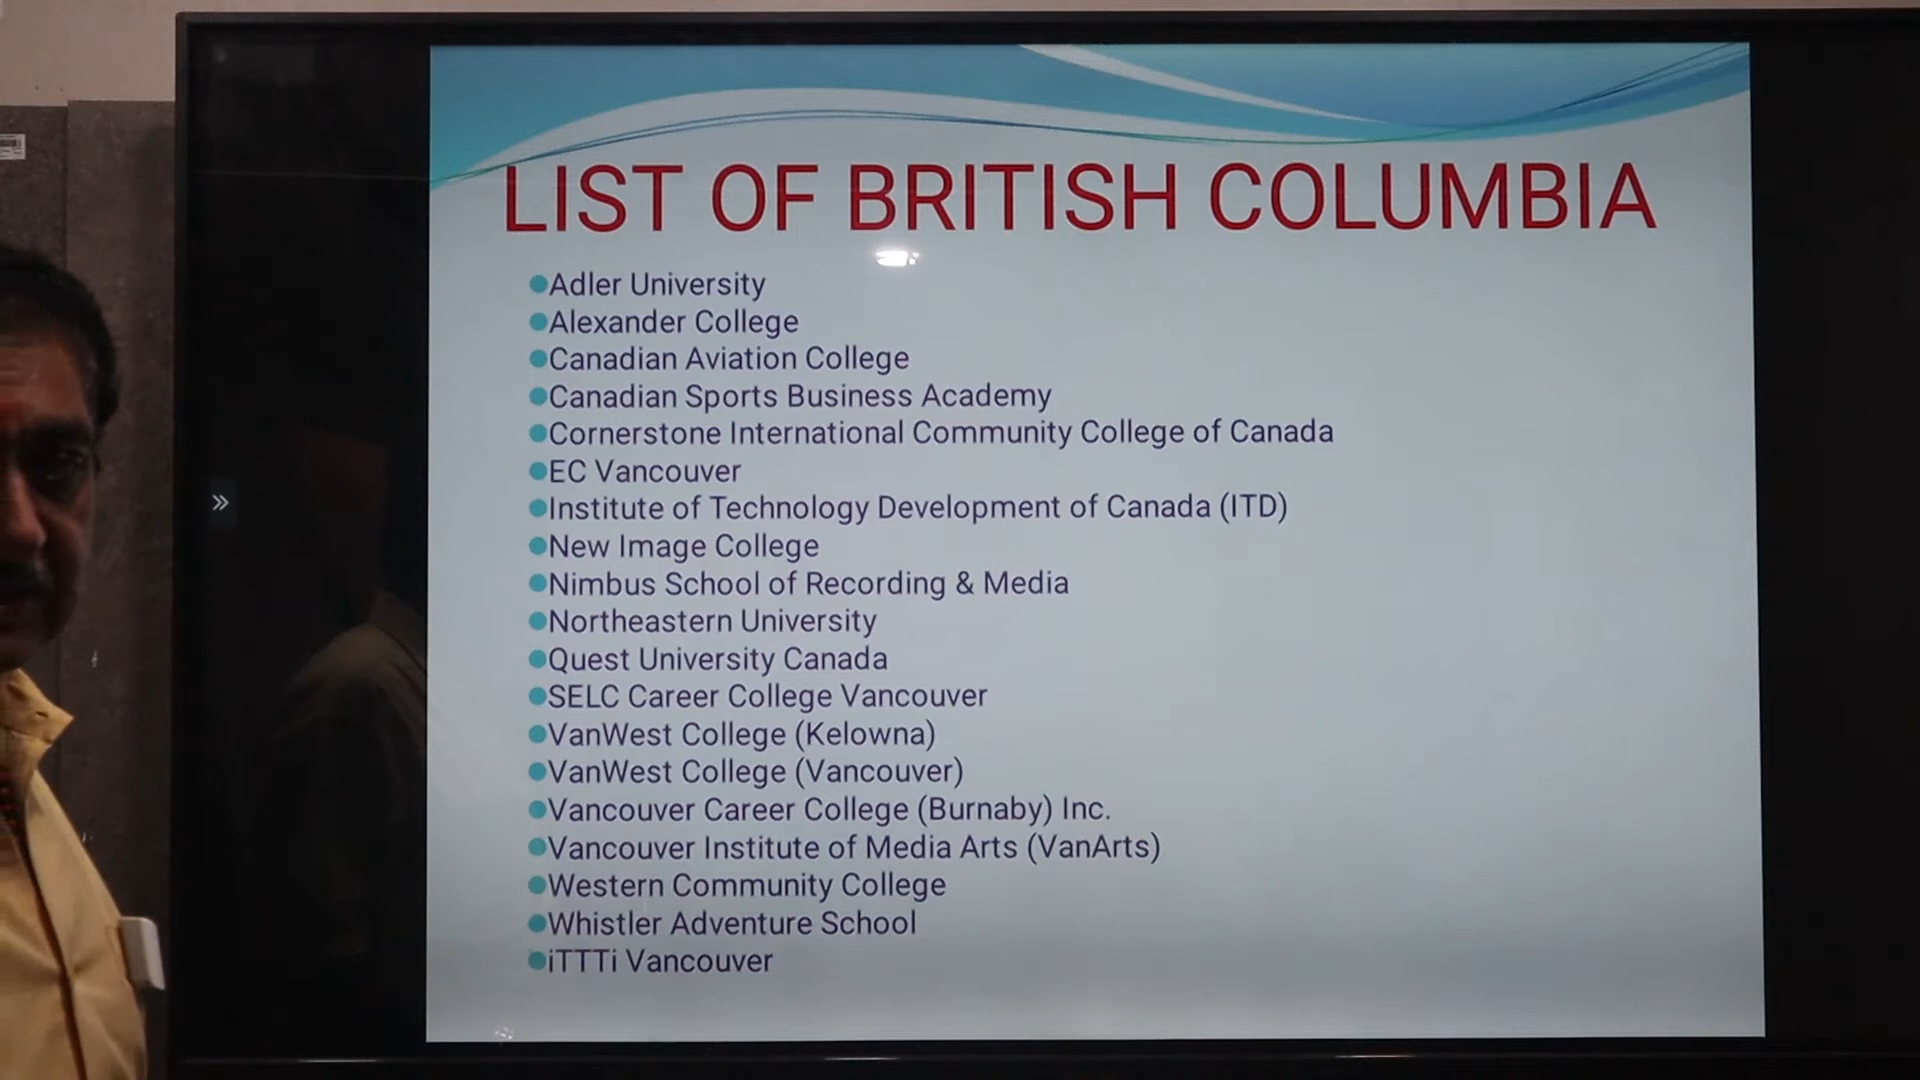 LIST OF BRITISH COLUMBIA
Adler University
Alexander College
Canadian Aviation College
Canadian Sports Business Academy
Cornerstone International Community College of Canada
EC Vancouver
Institute of Technology Development of Canada (ITD)
New Image College
Nimbus School of Recording & Media
Northeastern University
Quest University Canada
SELC Career College Vancouver
VanWest College (Kelowna)
VanWest College (Vancouver)
Vancouver Career College (Burnaby) Inc.
Vancouver Institute of Media Arts (VanArts)
Western Community College
Whistler Adventure School
iTTTi Vancouver